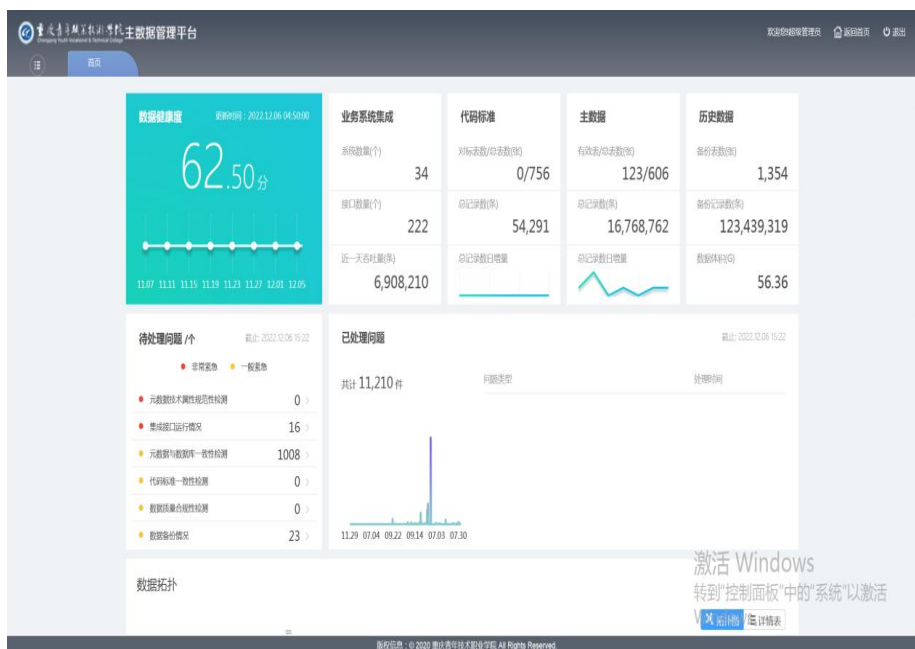 重庆青年职业技术学院 主数据管理平台
Chongqing Youth Vocational & Technical College
欢迎您!超级管理员 返回首页 退出
首页
数据健康度 更新时间：2022.12.06 04:50:00
62.50分
11.07 11.11 11.15 11.19 11.23 11.27 12.01 12.05
业务系统集成
系统数量(个)
34
接口数量(个)
222
近一天吞吐量(条)
6,908,210
代码标准
对标表数/总表数(张)
0/756
总记录数(条)
54,291
总记录数日增量
主数据
有效表/总表数(张)
123/606
总记录数(条)
16,768,762
总记录数日增量
历史数据
备份表数(张)
1,354
备份记录数(条)
123,439,319
数据体积(G)
56.36
待处理问题 /个 截止: 2022.12.06 15:22
非常紧急 一般紧急
元数据技术属性规范性检测 0
集成接口运行情况 16
元数据与数据库一致性检测 1008
代码标准一致性检测 0
数据质量合规性检测 0
数据备份情况 23
已处理问题 截止: 2022.12.06 15:22
共计 11,210 件
问题类型 处理时间
11.29 07.04 09.22 09.14 07.03 07.30
数据拓扑
激活 Windows
转到"控制面板"中的"系统"以激活
拓扑图 详情表
版权信息：© 2020 重庆青年技术职业学院 All Rights Reserved.